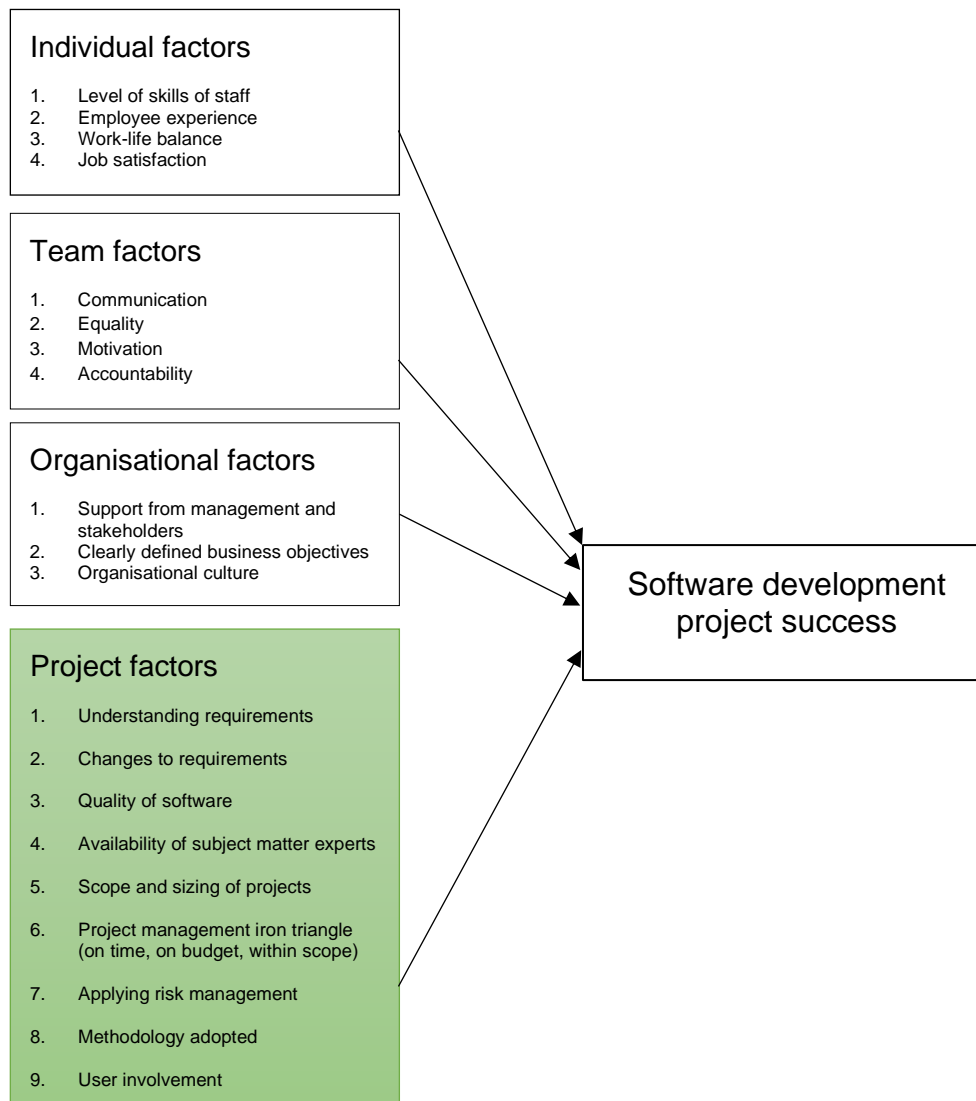 Individual factors
1. Level of skills of staff
2. Employee experience
3. Work-life balance
4. Job satisfaction
Team factors
1. Communication
2. Equality
3. Motivation
4. Accountability
Organisational factors
1. Support from management and
stakeholders
2. Clearly defined business objectives
3. Organisational culture
Project factors
1. Understanding requirements
2. Changes to requirements
3. Quality of software
4. Availability of subject matter experts
5. Scope and sizing of projects
6. Project management iron triangle
(on time, on budget, within scope)
7. Applying risk management
8. Methodology adopted
9. User involvement
Software development
project success